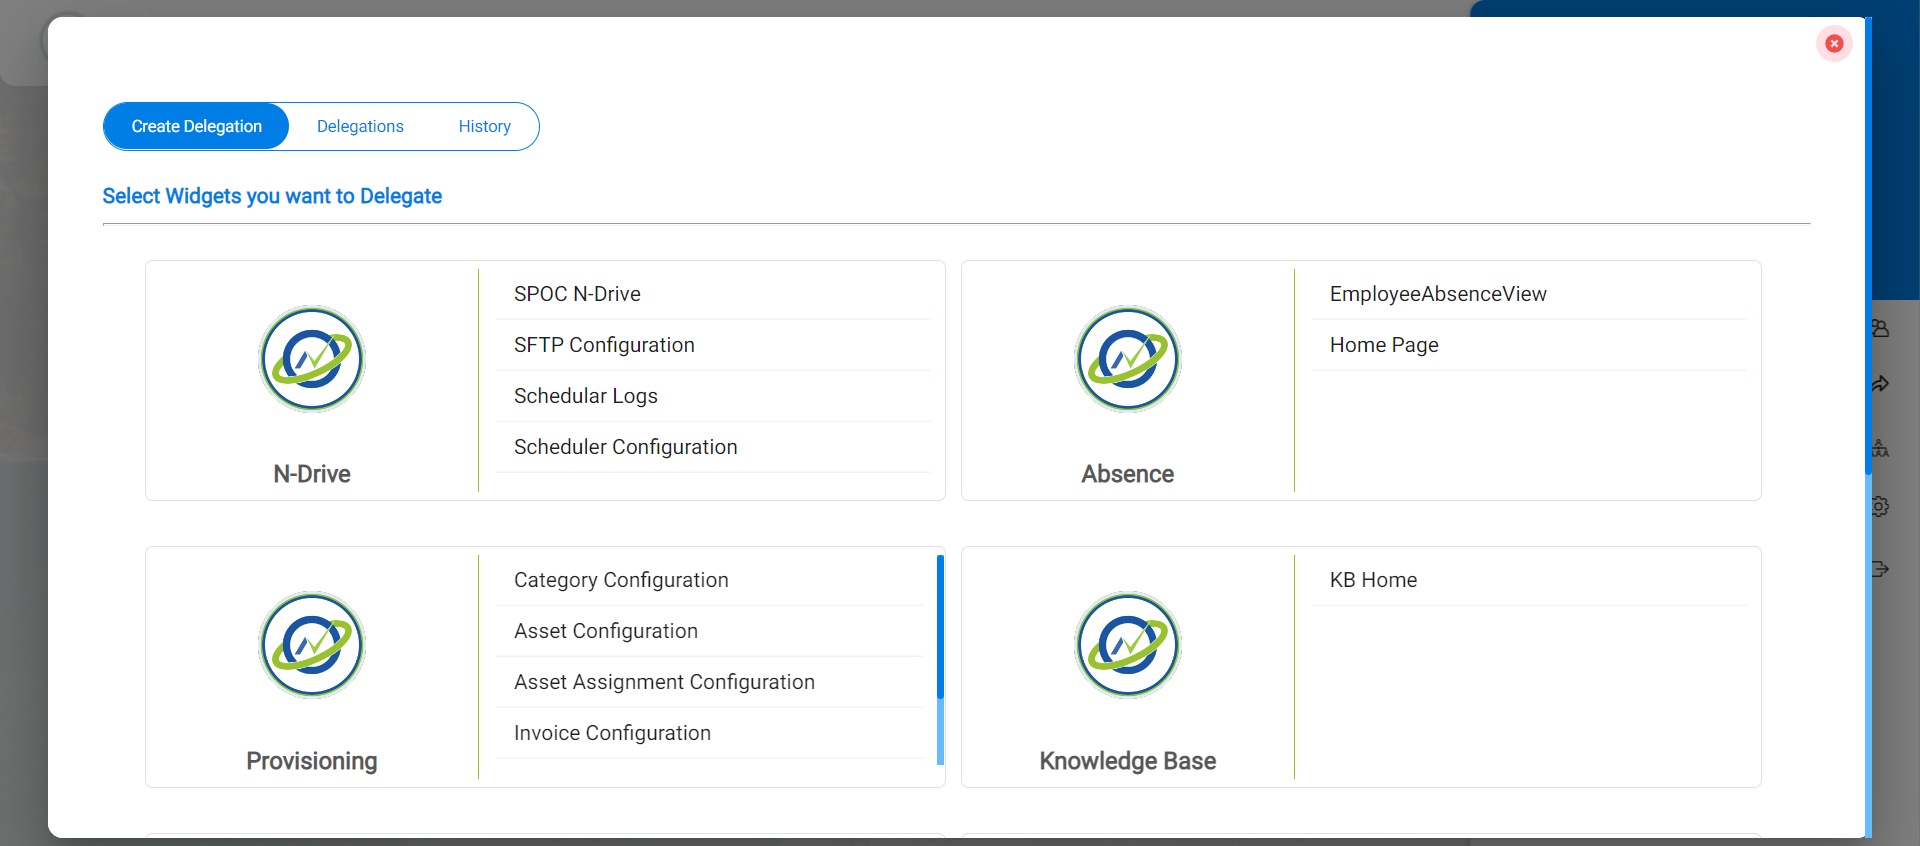 Create Delegation
Delegations
History
Select Widgets you want to Delegate
SPOC N-Drive
SFTP Configuration
Schedular Logs
Scheduler Configuration
N-Drive
EmployeeAbsenceView
Home Page
Absence
Category Configuration
Asset Configuration
Asset Assignment Configuration
Invoice Configuration
Provisioning
KB Home
Knowledge Base